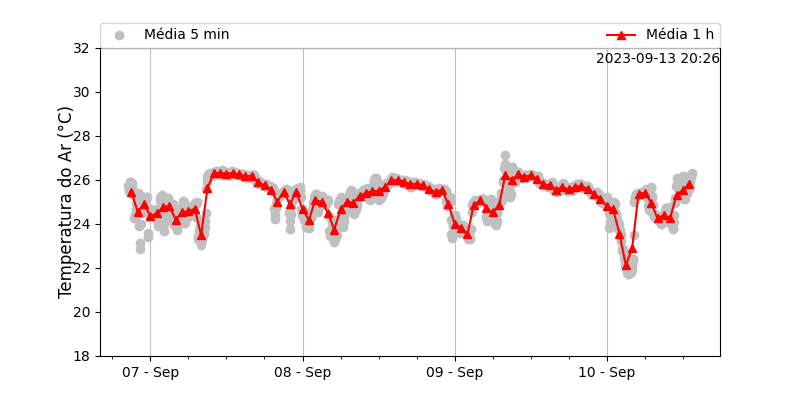 Média 5 min
Média 1 h
2023-09-13 20:26
Temperatura do Ar (°C)
32
30
28
26
24
22
20
18
07 - Sep
08 - Sep
09 - Sep
10 - Sep